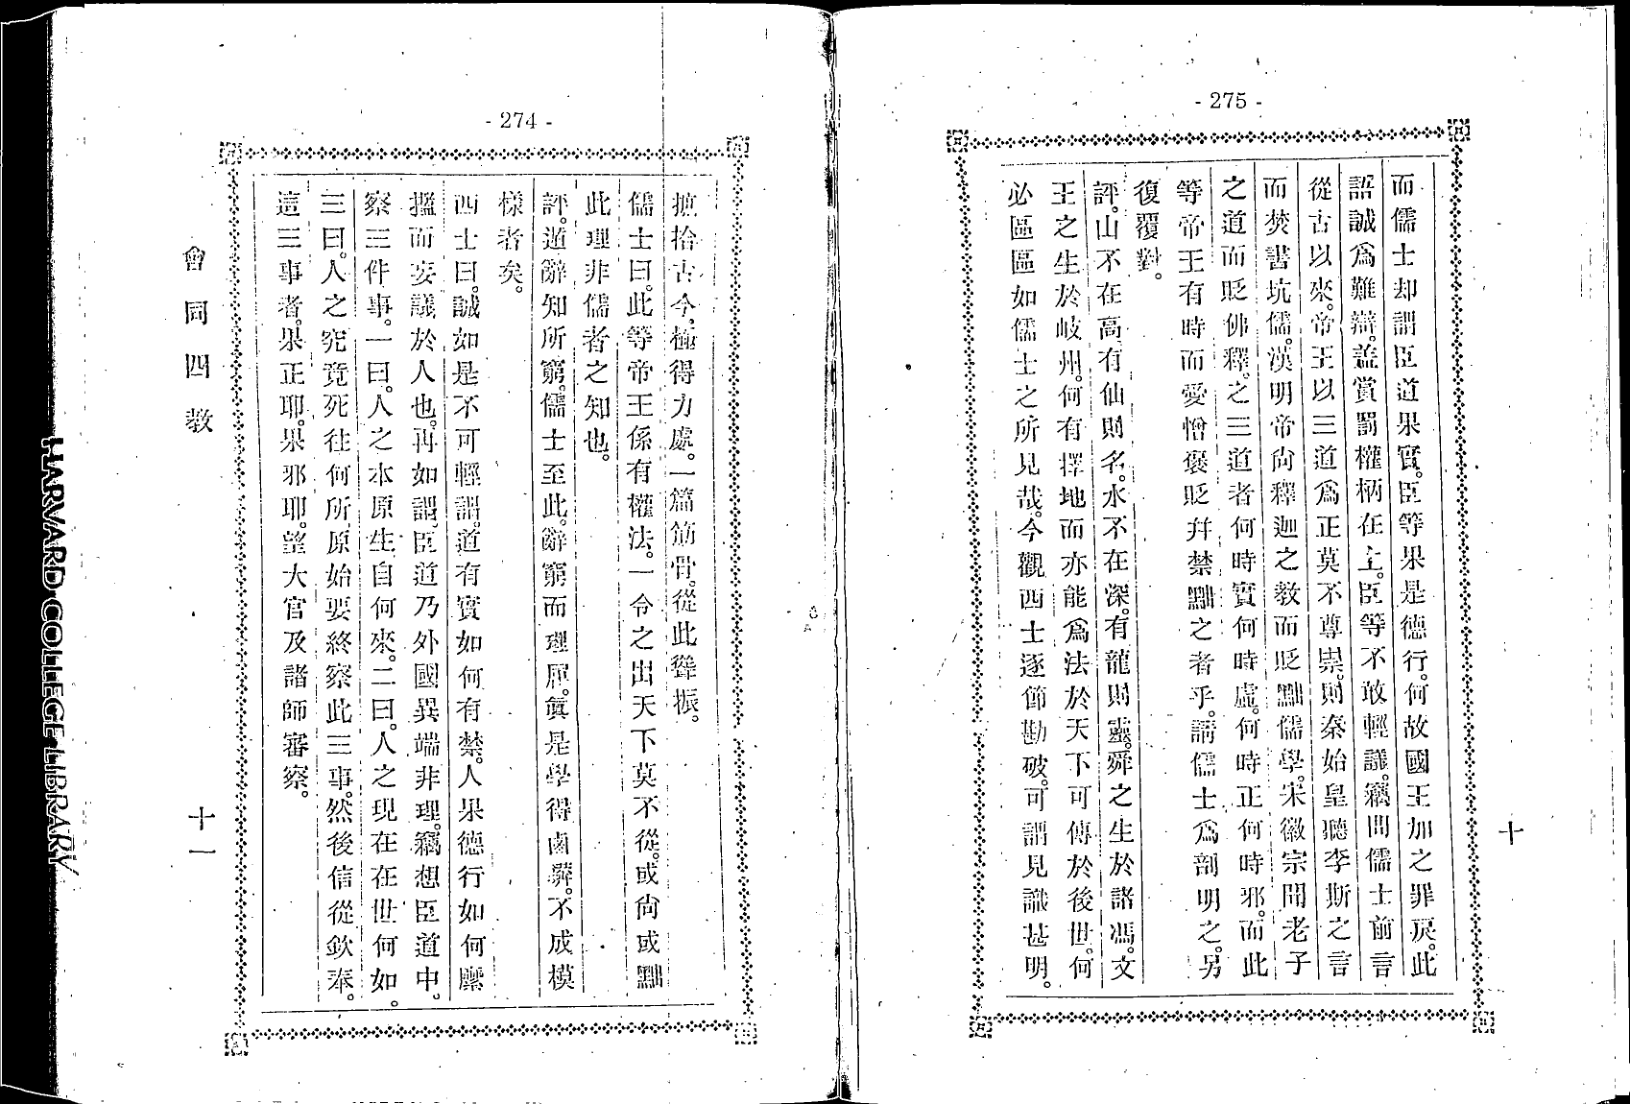 - 275 -
而儒士却謂臣道果實。臣等果是德行。何故國王加之罪戾。此
語誠爲難辯。蓋賞罰權柄在上。臣等不敢輕議。竊聞儒士前言
從古以來。帝王以三道爲正莫不尊崇。則秦始皇聽李斯之言
而焚書坑儒。漢明帝尙釋迦之敎而貶黜儒學。宋徽宗聞老子
之道而貶佛釋。之三道者何時實何時虛。何時正何時邪。而此
等帝王有時而愛憎褒貶幷禁黜之者乎。請儒士爲剖明之。另
復覆對。
評。山不在高有仙則名。水不在深。有龍則靈。舜之生於諸馮。文
王之生於岐州。何有擇地而亦能爲法於天下可傳於後世。何
必區區如儒士之所見哉。今觀西士逐節勘破。可謂見識甚明。
十
- 274 -
摭拾古今。極得力處。一篇筋骨。從此聳振。
儒士曰。此等帝王係有權法。一令之出天下莫不從。或尙或黜
此理非儒者之知也。
評。遁辭知所窮。儒士至此。辭窮而理屈。眞是學得鹵莽。不成模
樣者矣。
西士曰。誠如是不可輕謂。道有實如何有禁。人果德行如何縻
搵而妄議於人也。再如謂臣道乃外國異端非理。竊想臣道中。
察三件事。一曰。人之本原生自何來。二曰。人之現在在世何如。
三曰。人之究竟死往何所。原始要終察此三事。然後信從欽奉。
這三事者。果正耶。果邪耶。望大官及諸師審察。
會同四敎
十一
HARVARD COLLEGE LIBRARY